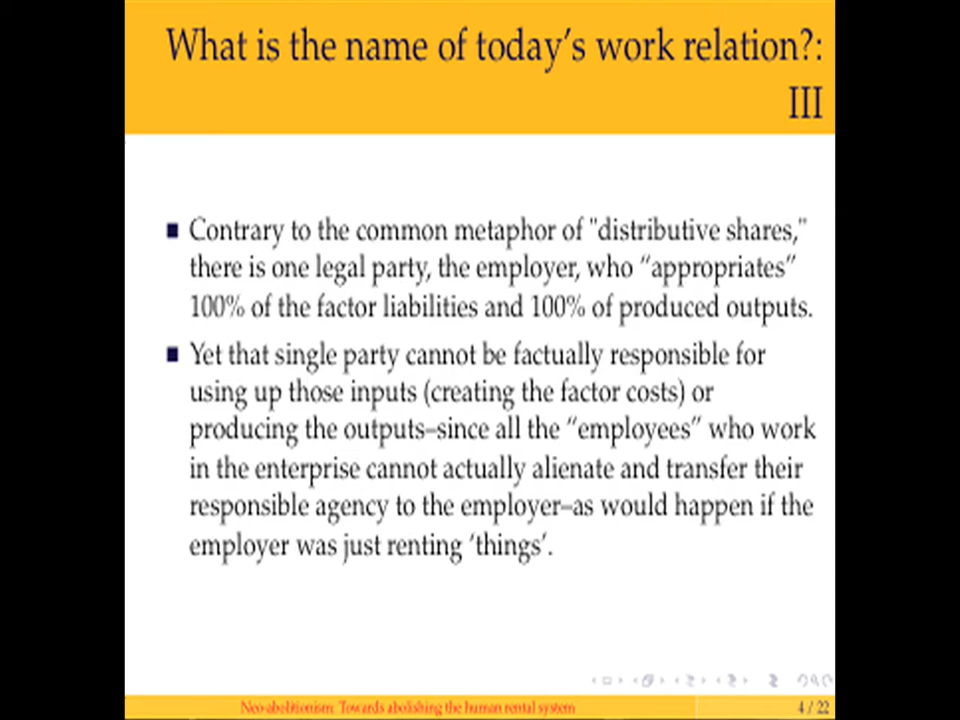 What is the name of today's work relation?:
III
Contrary to the common metaphor of "distributive shares,"
there is one legal party, the employer, who “appropriates”
100% of the factor liabilities and 100% of produced outputs.
Yet that single party cannot be factually responsible for
using up those inputs (creating the factor costs) or
producing the outputs–since all the “employees” who work
in the enterprise cannot actually alienate and transfer their
responsible agency to the employer–as would happen if the
employer was just renting ‘things’.
Neo-abolitionism: Towards abolishing the human rental system
4 / 22